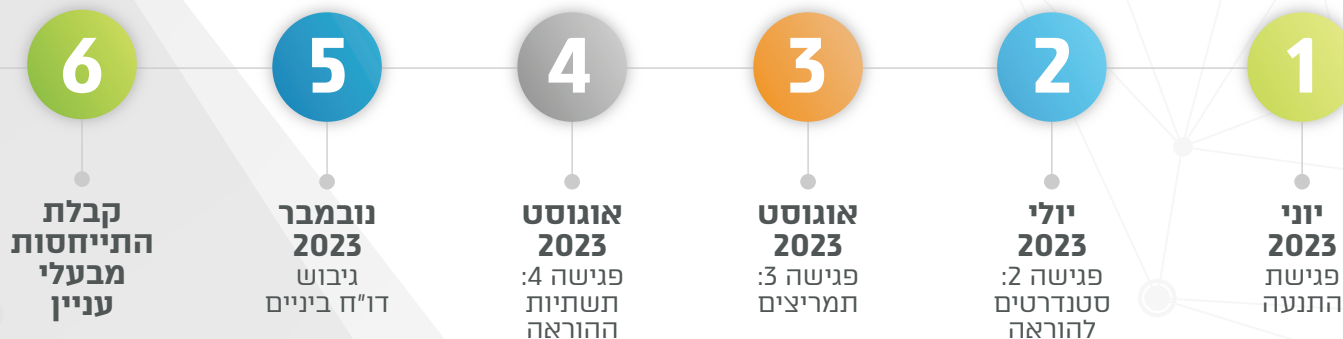 1
יוני
2023
פגישת
התנעה
2
יולי
2023
פגישה 2:
סטנדרטים
להוראה
3
אוגוסט
2023
פגישה 3:
תמריצים
4
אוגוסט
2023
פגישה 4:
תשתיות
ההוראה
5
נובמבר
2023
גיבוש
דו"ח ביניים
6
קבלת
התייחסות
מבעלי
עניין